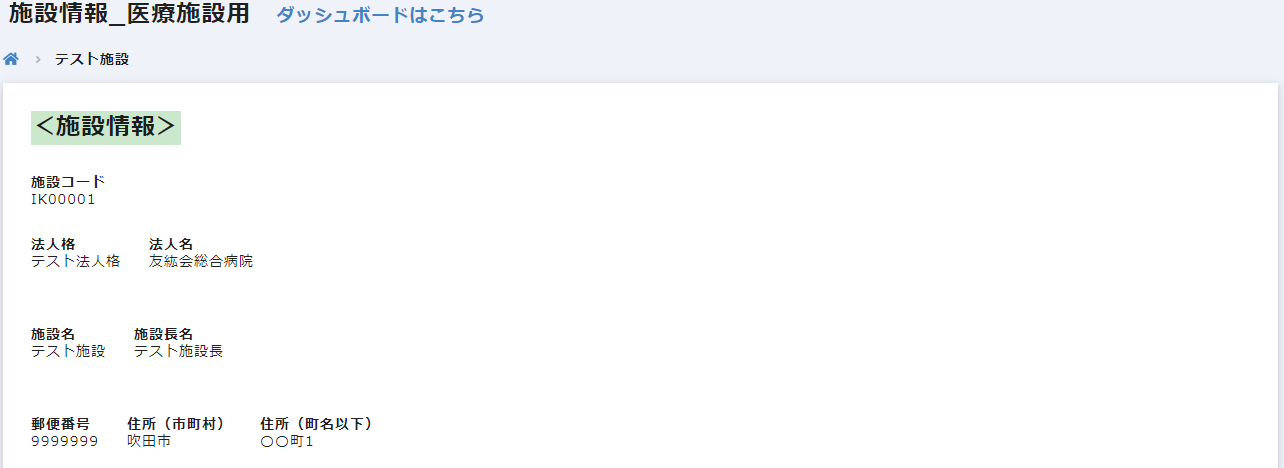 施設情報_医療施設用 ダッシュボードはこちら
テスト施設
＜施設情報＞
施設コード
IK00001
法人格 法人名
テスト法人格 友紘会総合病院
施設名 施設長名
テスト施設 テスト施設長
郵便番号 住所（市町村） 住所（町名以下）
9999999 吹田市 〇〇町1